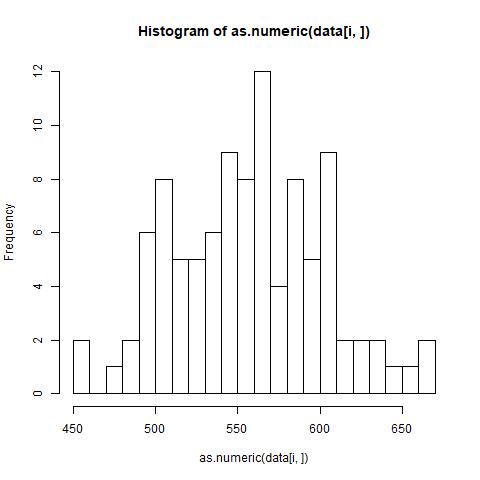 Histogram of as.numeric(data[i, ])
Frequency
12
10
8
6
4
2
0
450 500 550 600 650
as.numeric(data[i, ])